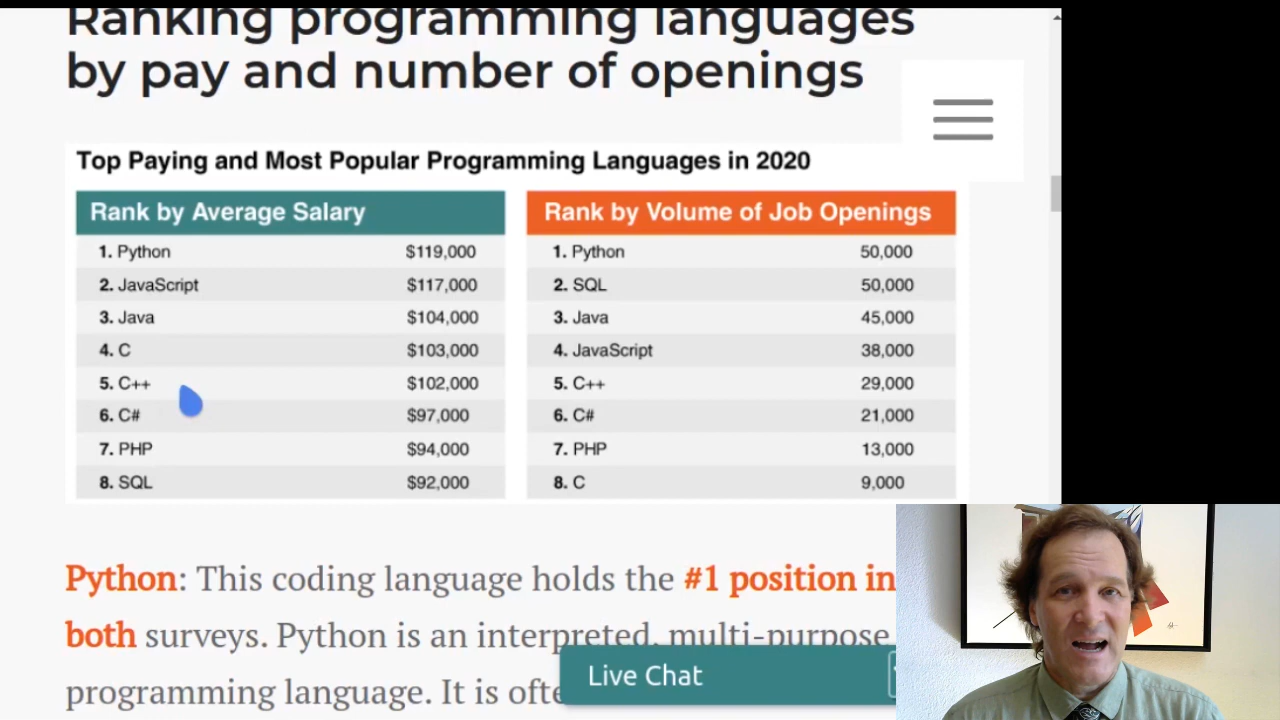 Ranking programming languages
by pay and number of openings
Top Paying and Most Popular Programming Languages in 2020
Rank by Average Salary
1. Python $119,000
2. JavaScript $117,000
3. Java $104,000
4. C $103,000
5. C++ $102,000
6. C# $97,000
7. PHP $94,000
8. SQL $92,000
Rank by Volume of Job Openings
1. Python 50,000
2. SQL 50,000
3. Java 45,000
4. JavaScript 38,000
5. C++ 29,000
6. C# 21,000
7. PHP 13,000
8. C 9,000
Python: This coding language holds the #1 position in
both surveys. Python is an interpreted, multi-purpose
programming language. It is ofte
Live Chat